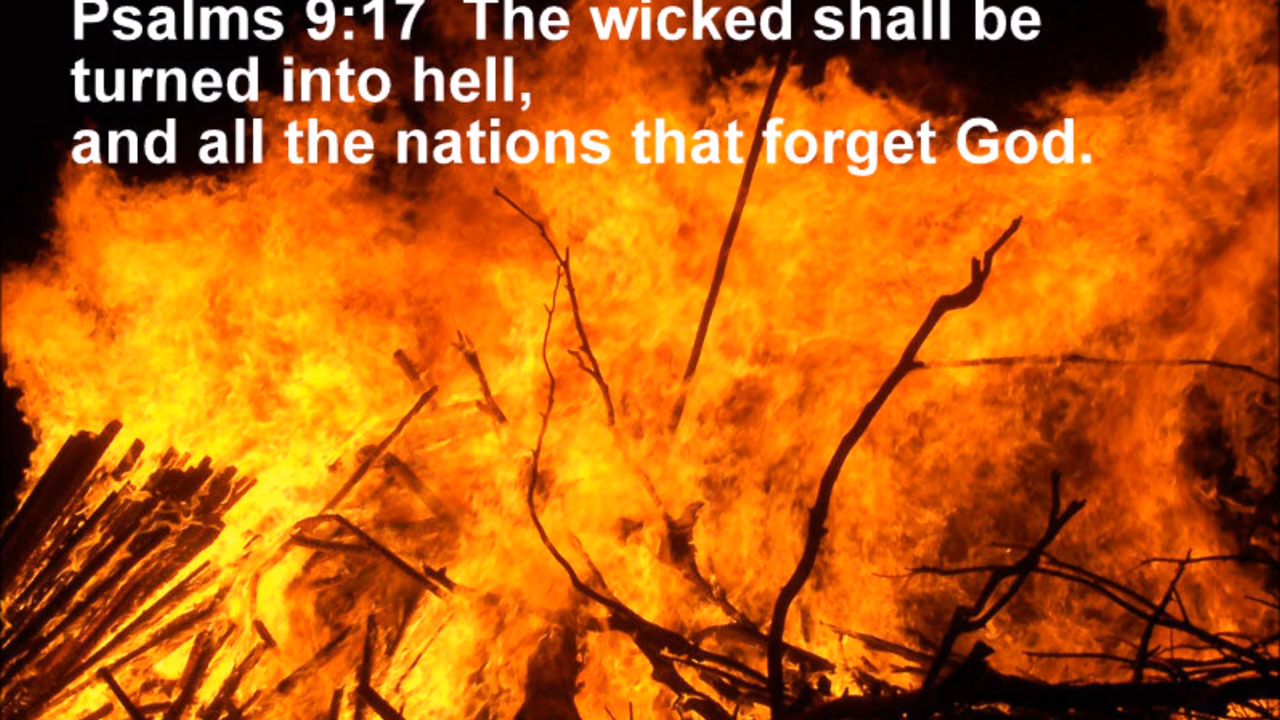 Psalms 9:17  The wicked shall be
turned into hell,
and all the nations that forget God.